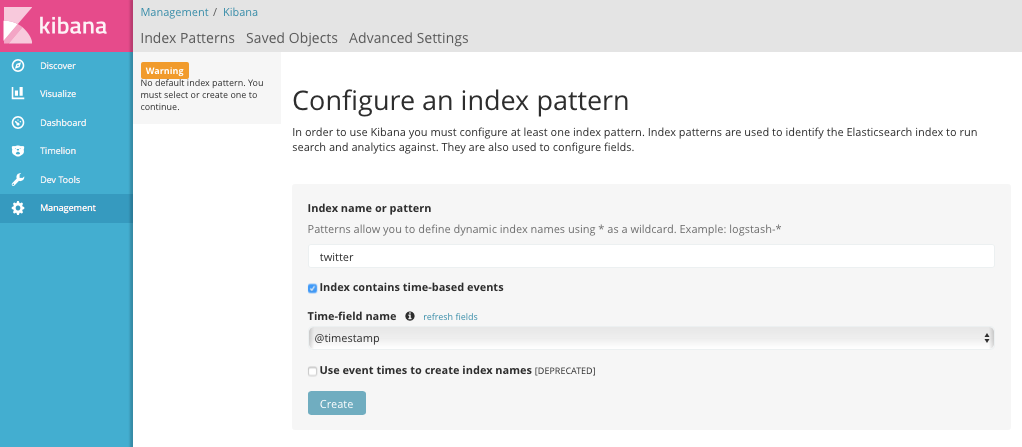 kibana
Discover
Visualize
Dashboard
Timelion
Dev Tools
Management
Management / Kibana
Index Patterns Saved Objects Advanced Settings
Warning
No default index pattern. You
must select or create one to
continue.
Configure an index pattern
In order to use Kibana you must configure at least one index pattern. Index patterns are used to identify the Elasticsearch index to run
search and analytics against. They are also used to configure fields.
Index name or pattern
Patterns allow you to define dynamic index names using * as a wildcard. Example: logstash-*
twitter
Index contains time-based events
Time-field name refresh fields
@timestamp
Use event times to create index names [DEPRECATED]
Create